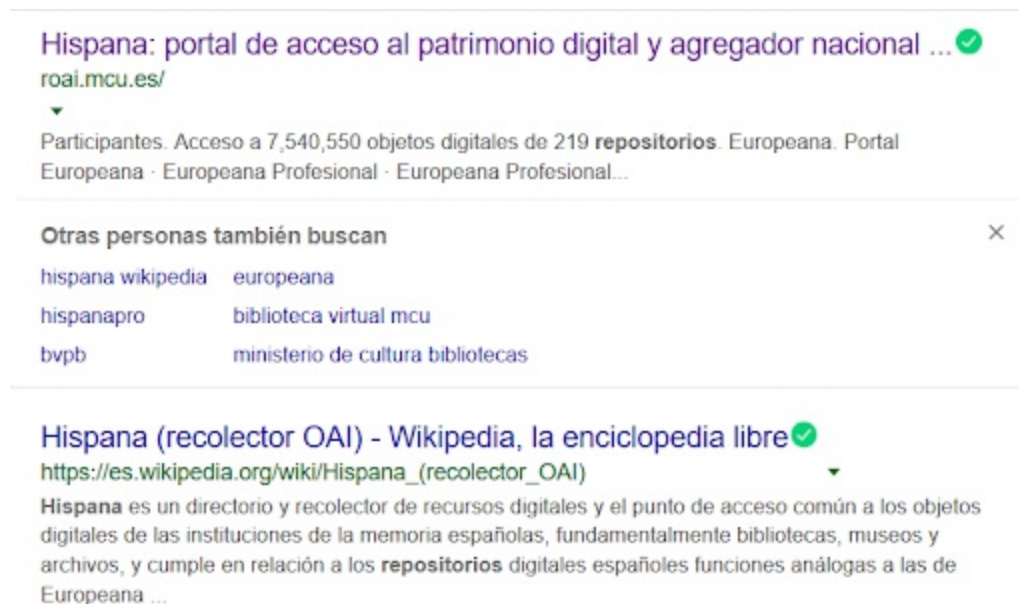 Hispana: portal de acceso al patrimonio digital y agregador nacional ...
roai.mcu.es/
Participantes. Acceso a 7,540,550 objetos digitales de 219 repositorios. Europeana. Portal
Europeana · Europeana Profesional · Europeana Profesional...
Otras personas también buscan
hispana wikipedia europeana
hispanapro biblioteca virtual mcu
bvpb ministerio de cultura bibliotecas
Hispana (recolector OAI) - Wikipedia, la enciclopedia libre
https://es.wikipedia.org/wiki/Hispana_(recolector_OAI)
Hispana es un directorio y recolector de recursos digitales y el punto de acceso común a los objetos
digitales de las instituciones de la memoria españolas, fundamentalmente bibliotecas, museos y
archivos, y cumple en relación a los repositorios digitales españoles funciones análogas a las de
Europeana ...